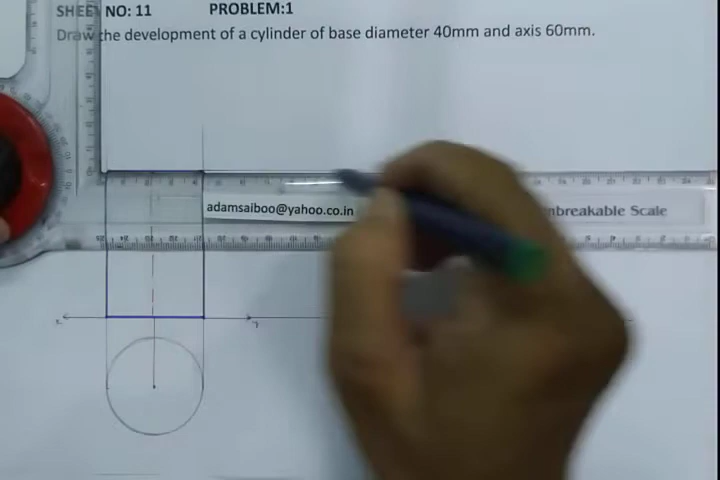 SHEET NO: 11 PROBLEM:1
Draw the development of a cylinder of base diameter 40mm and axis 60mm.
adamsaiboo@yahoo.co.in
nbreakable Scale